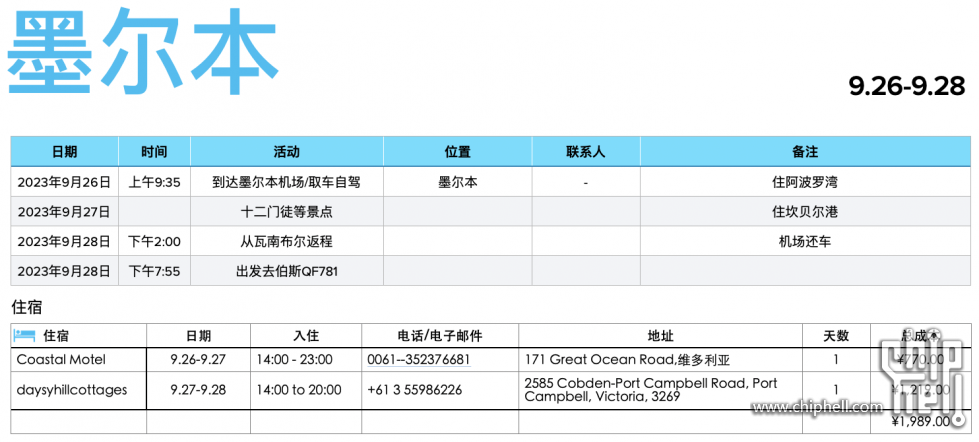 墨尔本
9.26-9.28
日期 时间 活动 位置 联系人 备注
2023年9月26日 上午9:35 到达墨尔本机场/取车自驾 墨尔本 - 住阿波罗湾
2023年9月27日 十二门徒等景点 住坎贝尔港
2023年9月28日 下午2:00 从瓦南布尔返程 机场还车
2023年9月28日 下午7:55 出发去伯斯QF781
住宿
住宿 日期 入住 电话/电子邮件 地址 天数 总成本
Coastal Motel 9.26-9.27 14:00 - 23:00 0061--352376681 171 Great Ocean Road,维多利亚 1 ¥770.00
daysyhillcottages 9.27-9.28 14:00 to 20:00 +61 3 55986226 2585 Cobden-Port Campbell Road, Port
Campbell, Victoria, 3269 1 ¥1,219.00
¥1,989.00
www.chiphell.com
chip
hell